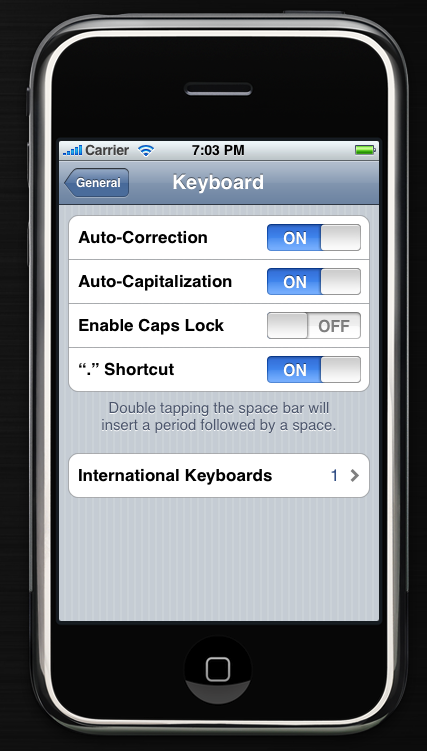 Carrier 7:03 PM
General Keyboard
Auto-Correction ON
Auto-Capitalization ON
Enable Caps Lock OFF
“.” Shortcut ON
Double tapping the space bar will
insert a period followed by a space.
International Keyboards 1